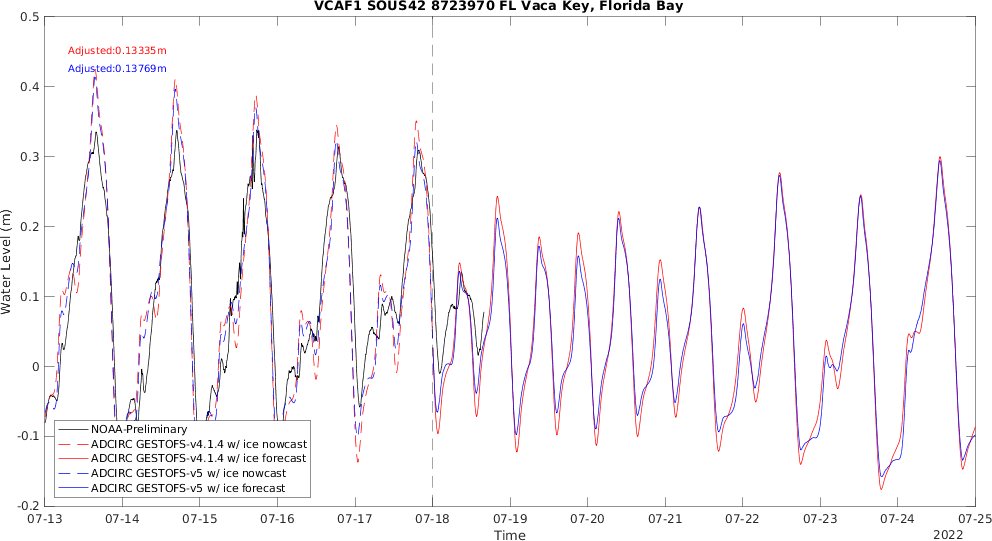 VCAF1 SOUS42 8723970 FL Vaca Key, Florida Bay
0.5
0.4
0.3
0.2
0.1
0
-0.1
-0.2
Water Level (m)
Adjusted:0.13335m
Adjusted:0.13769m
NOAA-Preliminary
ADCIRC GESTOFS-v4.1.4 w/ ice nowcast
ADCIRC GESTOFS-v4.1.4 w/ ice forecast
ADCIRC GESTOFS-v5 w/ ice nowcast
ADCIRC GESTOFS-v5 w/ ice forecast
07-13 07-14 07-15 07-16 07-17 07-18 07-19 07-20 07-21 07-22 07-23 07-24 07-25
Time
2022